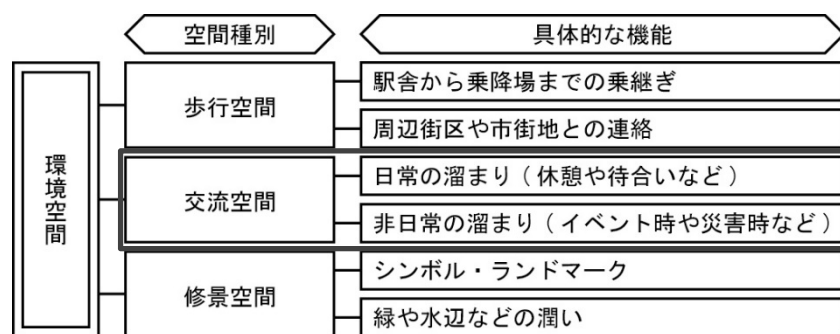 空間種別
具体的な機能
環境空間
歩行空間
駅舎から乗降場までの乗継ぎ
周辺街区や市街地との連絡
交流空間
日常の溜まり（休憩や待合いなど）
非日常の溜まり（イベント時や災害時など）
修景空間
シンボル・ランドマーク
緑や水辺などの潤い